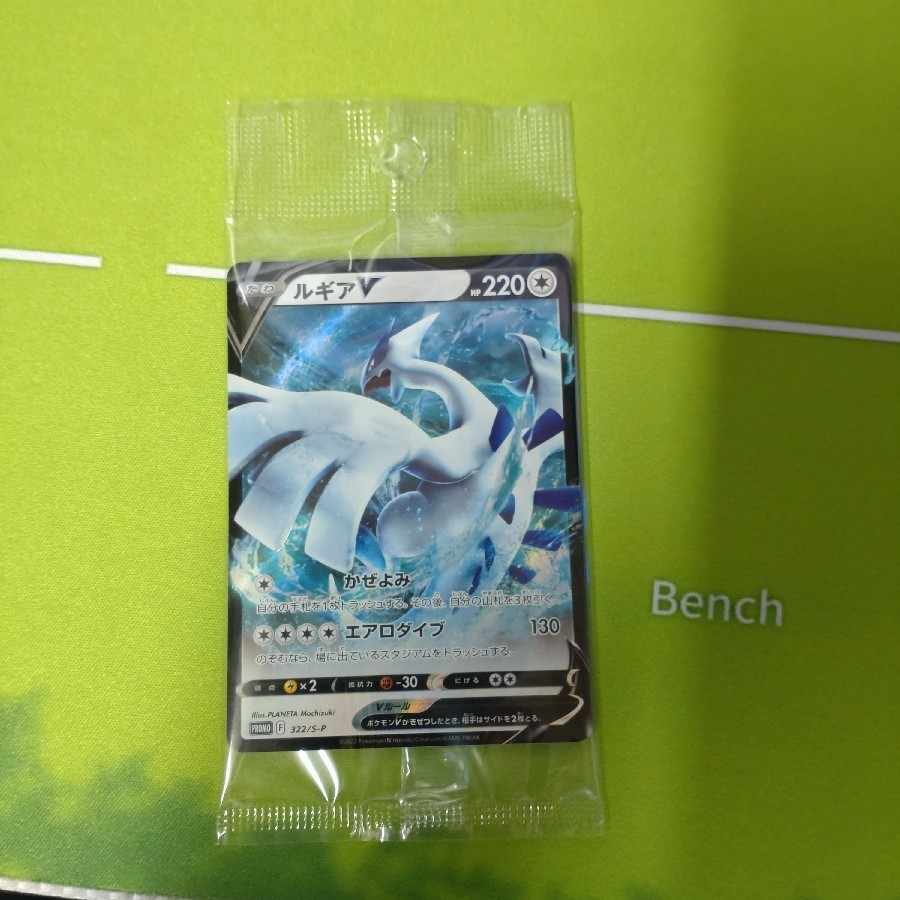 たね ルギアV HP 220
かぜよみ
自分の手札を1枚トラッシュする。その後、自分の山札を3枚引く。
エアロダイブ 130
のぞむなら、場に出ているスタジアムをトラッシュする。
弱点 ×2 抵抗力 -30 にげる
Illus. PLANETA Mochizuki
Vルール
PROMO F 322/S-P
ポケモンVがきぜつしたとき、相手はサイドを2枚とる。
Bench